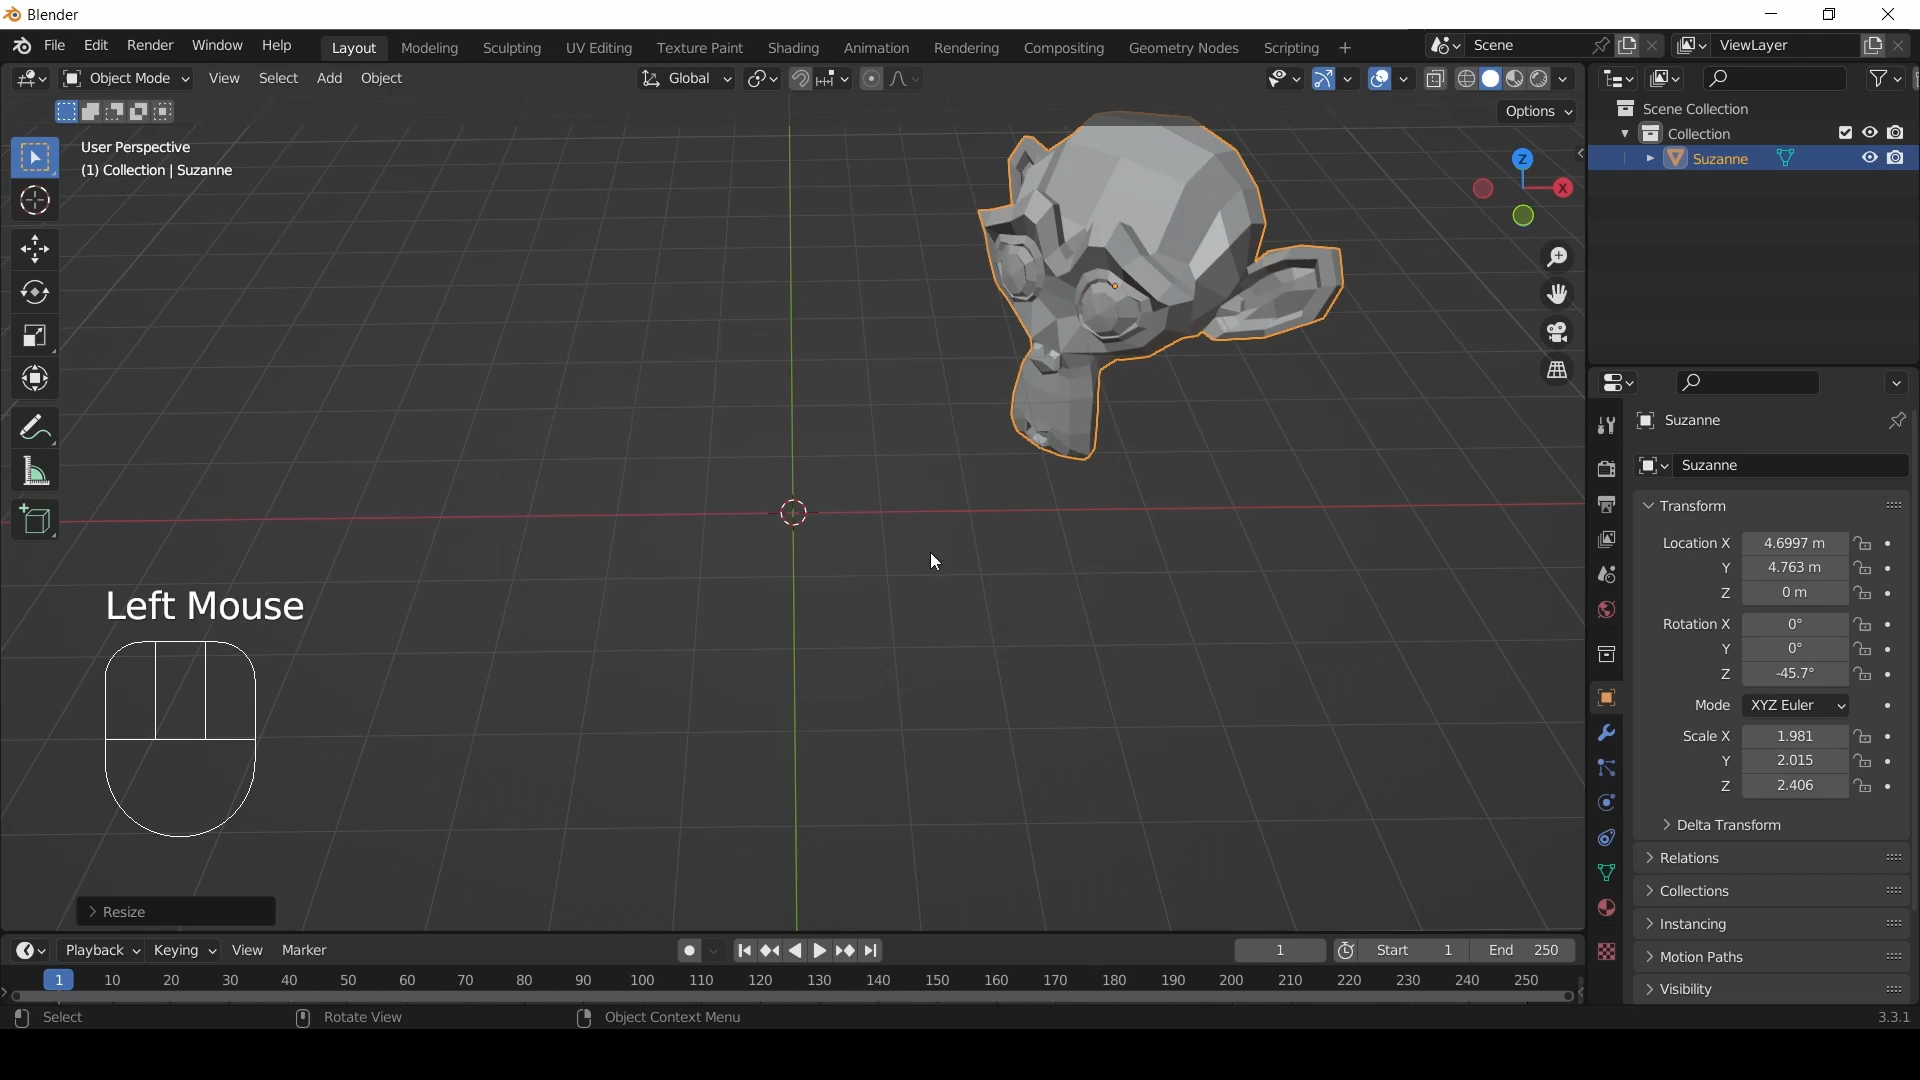 Blender
File Edit Render Window Help Layout Modeling Sculpting UV Editing Texture Paint Shading Animation Rendering Compositing Geometry Nodes Scripting + Scene ViewLayer
Object Mode View Select Add Object Global
Options
User Perspective
(1) Collection | Suzanne
Z
X
Scene Collection
Collection
Suzanne
Suzanne
Suzanne
Transform
Location X 4.6997 m
Y 4.763 m
Z 0 m
Rotation X 0°
Y 0°
Z -45.7°
Mode XYZ Euler
Scale X 1.981
Y 2.015
Z 2.406
Delta Transform
Relations
Collections
Instancing
Motion Paths
Visibility
Left Mouse
Resize
Playback Keying View Marker 1 Start 1 End 250
1 10 20 30 40 50 60 70 80 90 100 110 120 130 140 150 160 170 180 190 200 210 220 230 240 250
Select Rotate View Object Context Menu 3.3.1